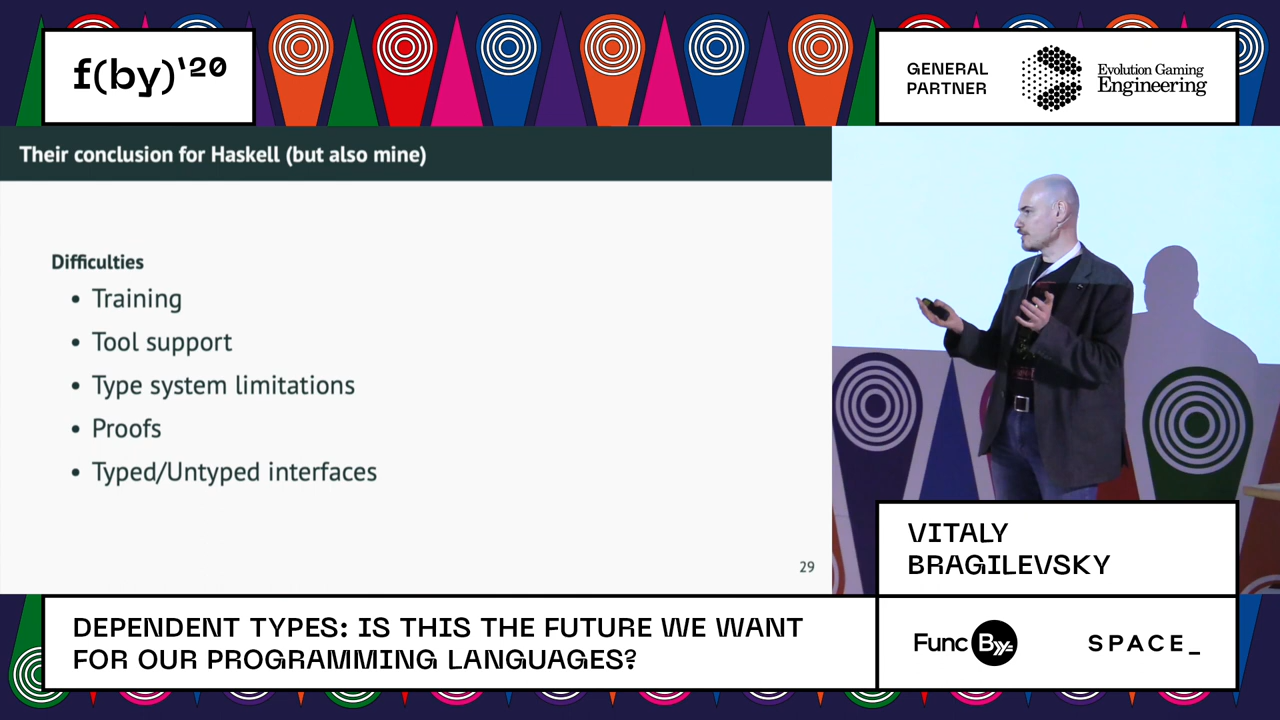 f(by)'20
GENERAL
PARTNER
Evolution Gaming
Engineering
Their conclusion for Haskell (but also mine)
Difficulties
• Training
• Tool support
• Type system limitations
• Proofs
• Typed/Untyped interfaces
29
VITALY
BRAGILEVSKY
DEPENDENT TYPES: IS THIS THE FUTURE WE WANT
FOR OUR PROGRAMMING LANGUAGES?
Func By
SPACE_